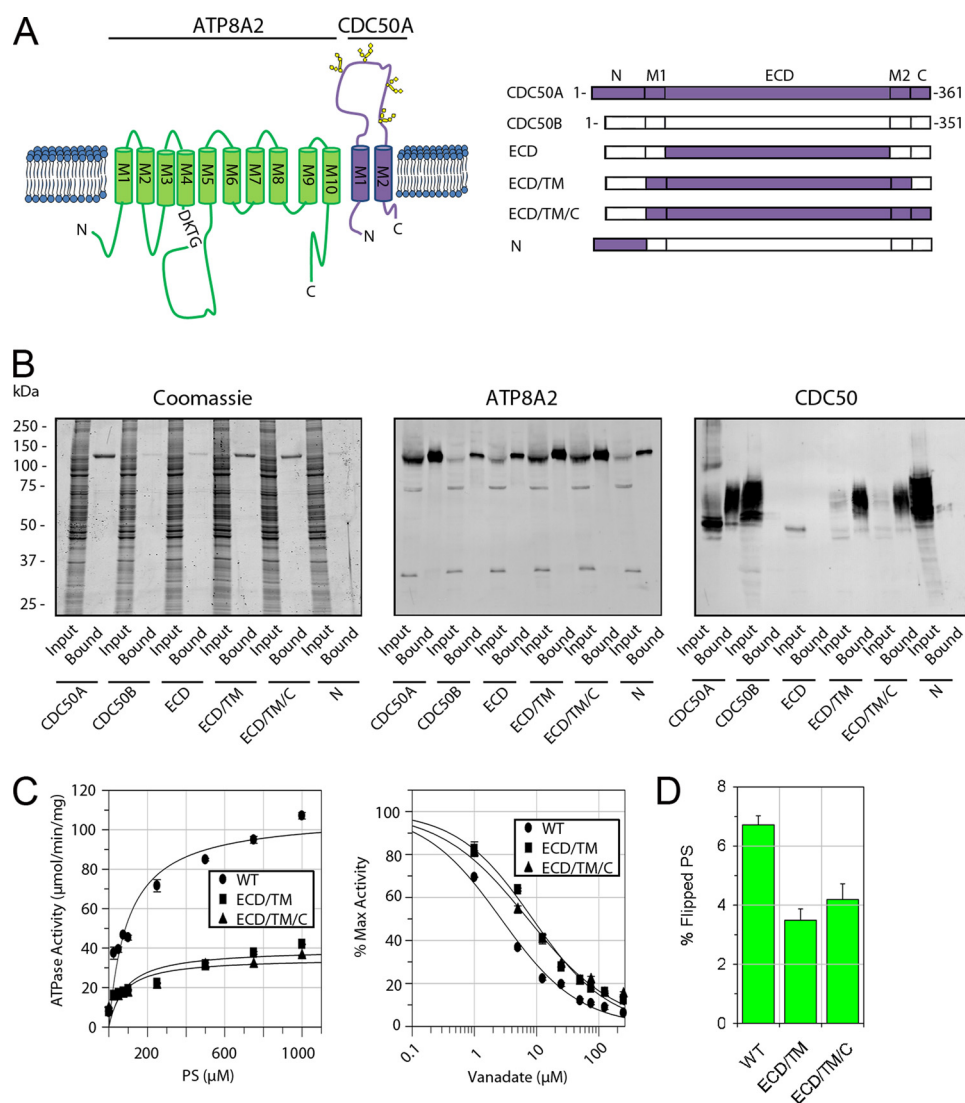 A
ATP8A2 CDC50A
M1 M2 M3 M4 M5 M6 M7 M8 M9 M10 M1 M2
N DKTG C N C
N M1 ECD M2 C
CDC50A 1- -361
CDC50B 1- -351
ECD
ECD/TM
ECD/TM/C
N
B
kDa Coomassie ATP8A2 CDC50
250 -
150 -
100 -
75 -
50 -
37 -
25 -
Input Bound Input Bound Input Bound Input Bound Input Bound Input Bound
CDC50A CDC50B ECD ECD/TM ECD/TM/C N
Input Bound Input Bound Input Bound Input Bound Input Bound Input Bound
CDC50A CDC50B ECD ECD/TM ECD/TM/C N
Input Bound Input Bound Input Bound Input Bound Input Bound Input Bound
CDC50A CDC50B ECD ECD/TM ECD/TM/C N
C
ATPase Activity (µmol/min/mg)
120
100
80
60
40
20
0
WT
ECD/TM
ECD/TM/C
200 600 1000
PS (µM)
% Max Activity
100
80
60
40
20
0
WT
ECD/TM
ECD/TM/C
0.1 1 10 100
Vanadate (µM)
D
% Flipped PS
8
6
4
2
0
WT ECD/TM ECD/TM/C